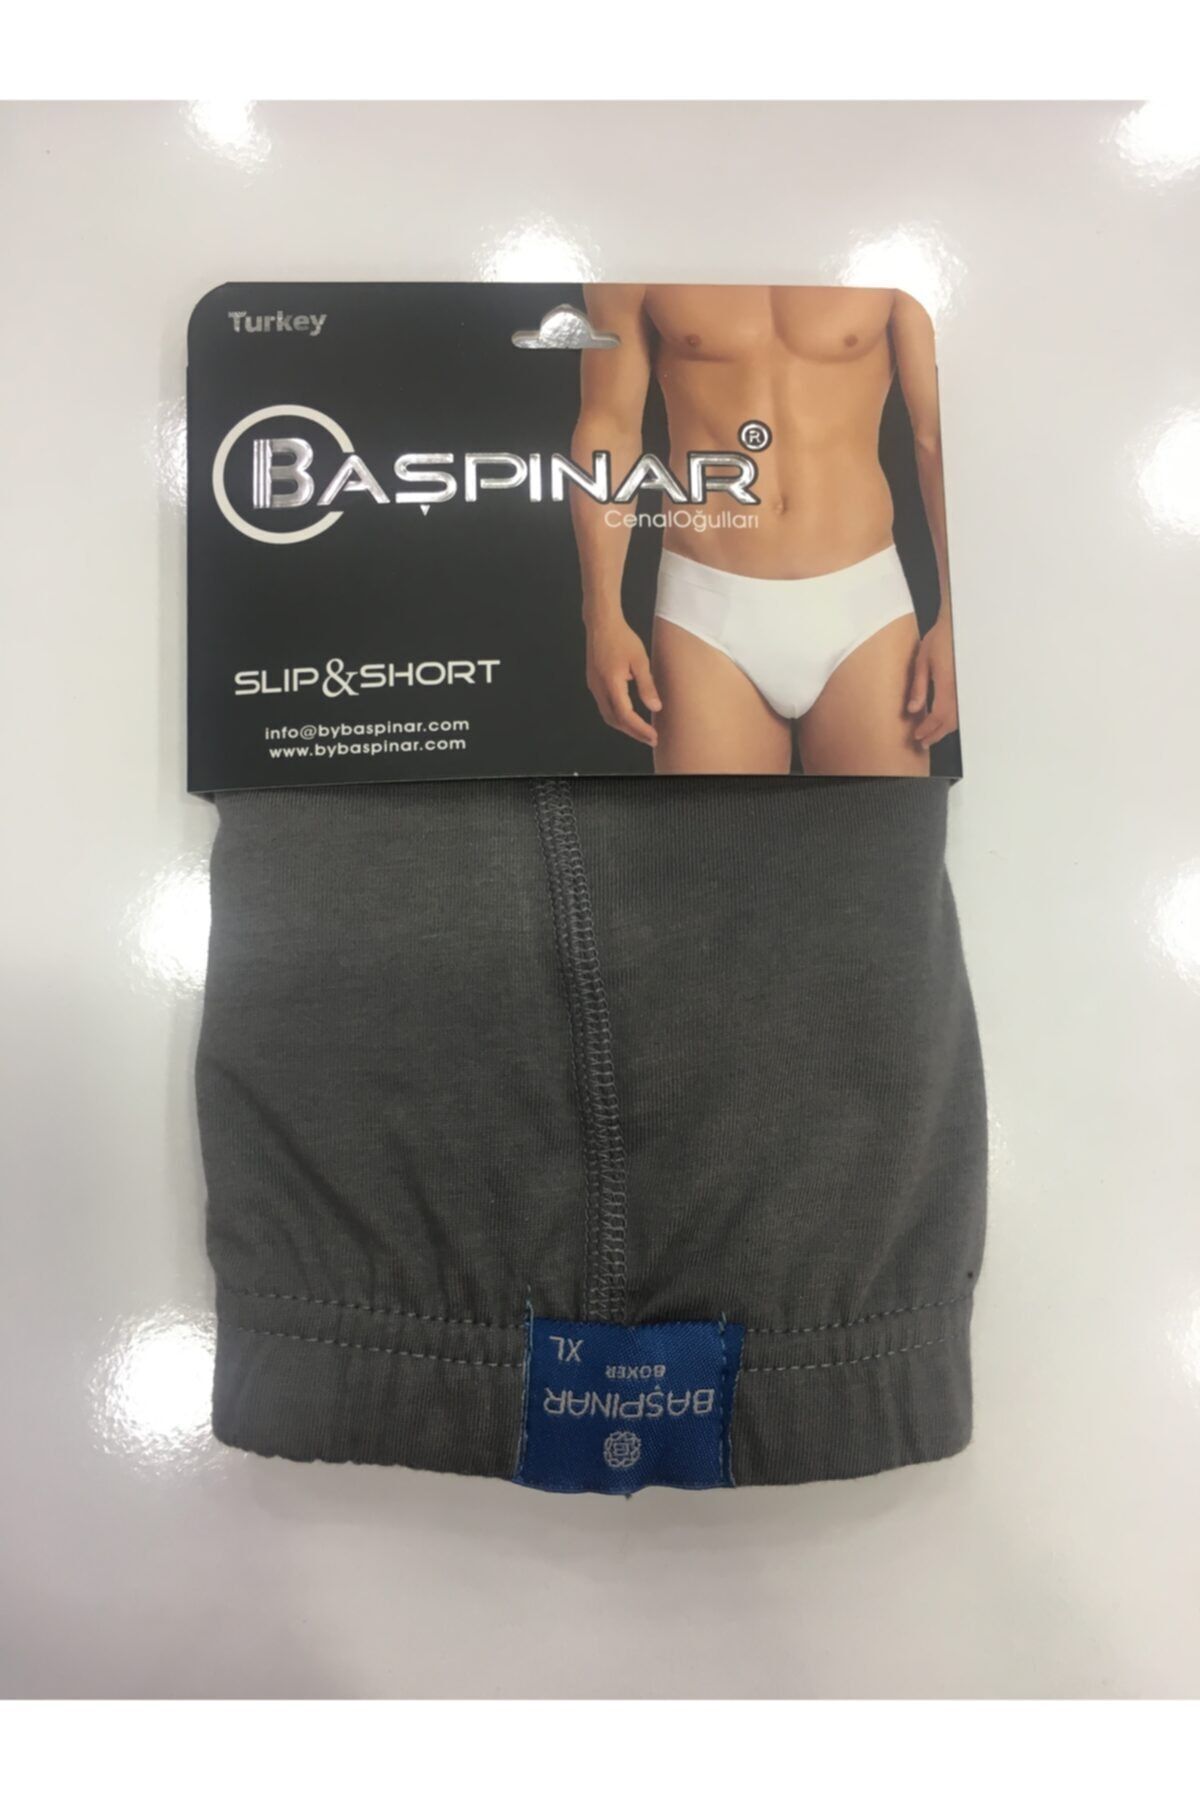 Turkey
BAŞPINAR®
CenalOğulları
SLIP&SHORT
info@bybaspinar.com
www.bybaspinar.com
B
BAŞPINAR
BOXER
XL